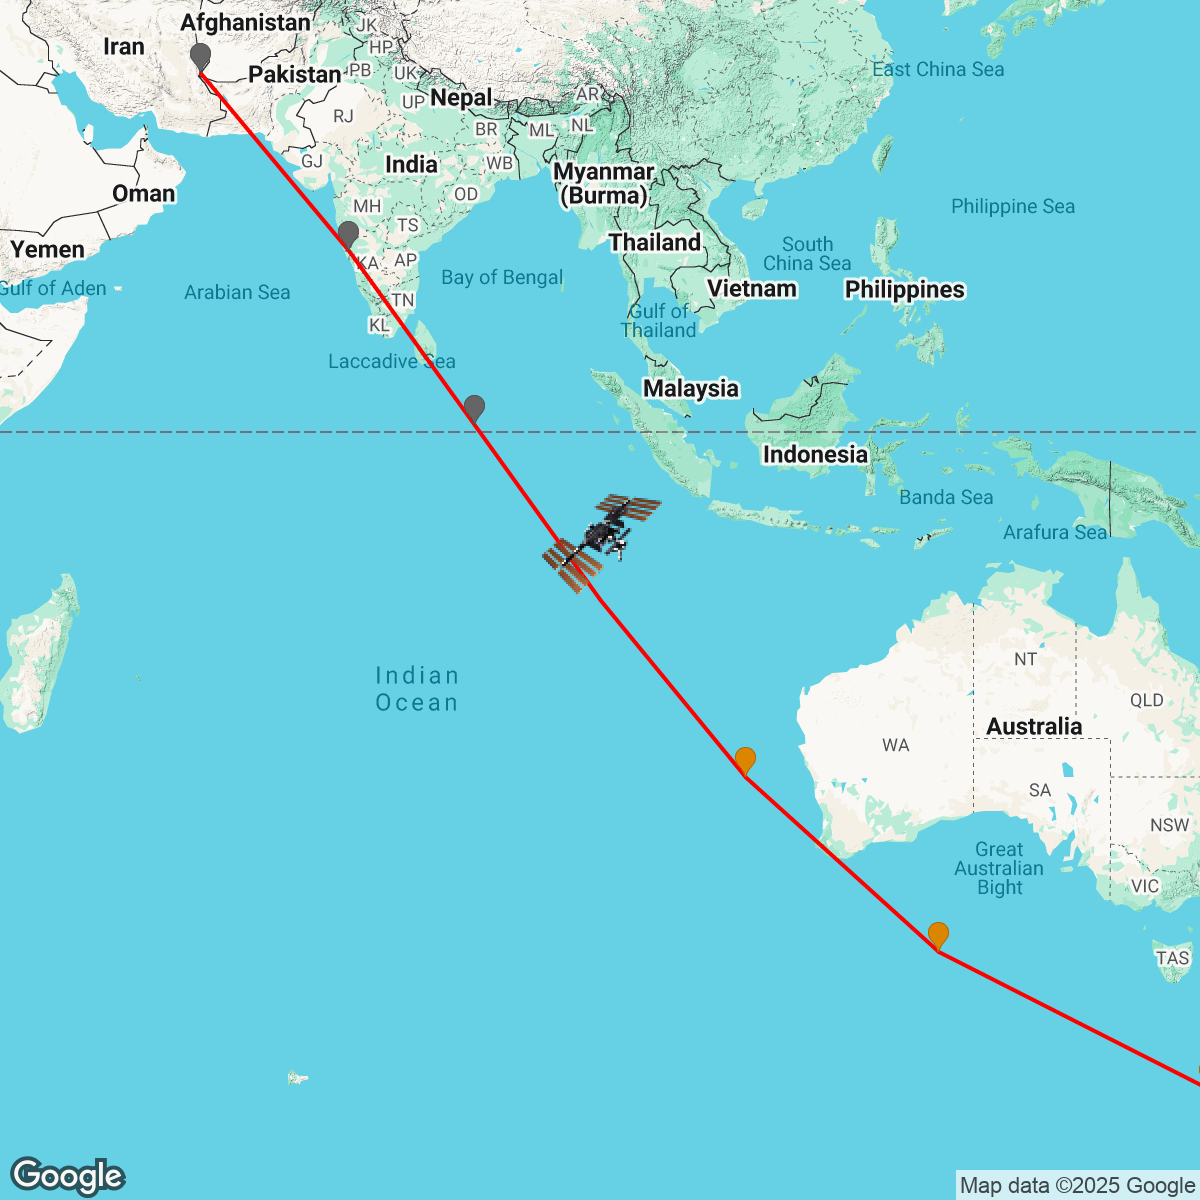 Afghanistan
Iran
JK
HP
Pakistan
PB
UK
East China Sea
Nepal
UP
AR
RJ
BR
ML
NL
India
GJ
WB
Myanmar
(Burma)
Oman
OD
MH
Philippine Sea
TS
Thailand
South
China Sea
Yemen
KA
AP
Bay of Bengal
Gulf of Aden
Arabian Sea
Vietnam
Philippines
TN
Gulf of
Thailand
KL
Laccadive Sea
Malaysia
Indonesia
Banda Sea
Arafura Sea
NT
Indian
Ocean
QLD
Australia
WA
SA
NSW
Great
Australian
Bight
VIC
TAS
Google
Map data ©2025 Google